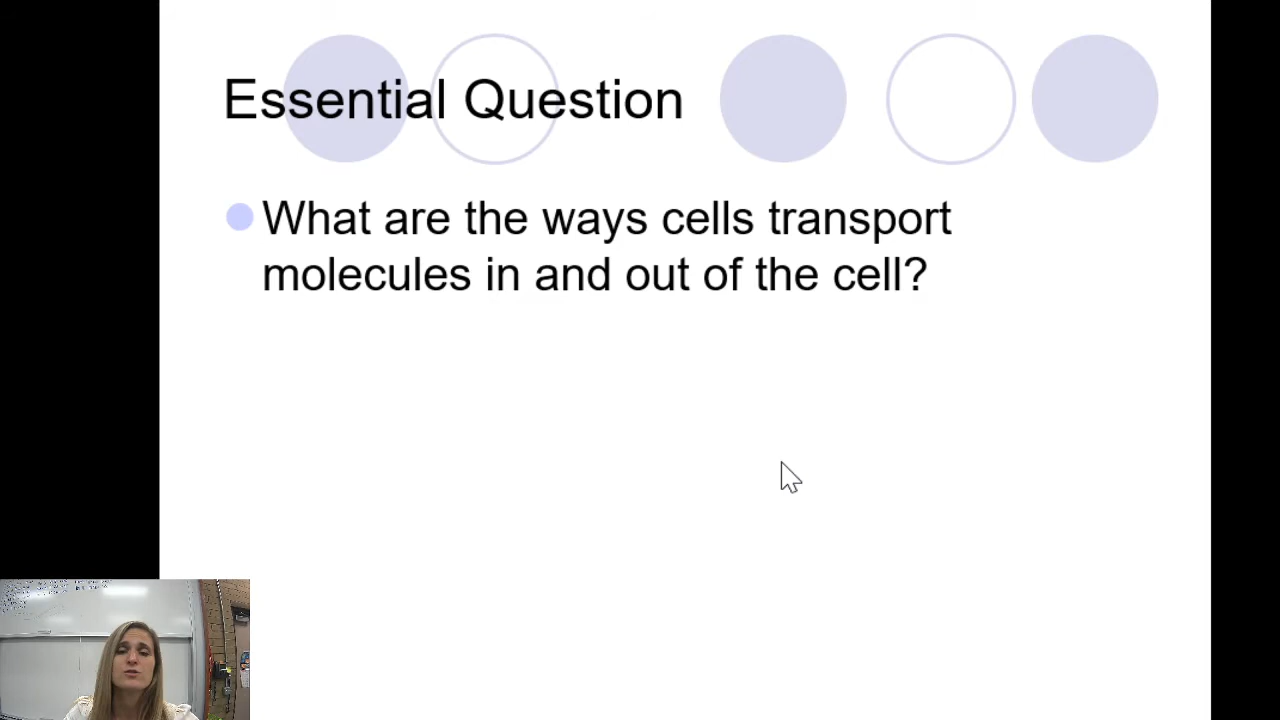 Essential Question
What are the ways cells transport
molecules in and out of the cell?